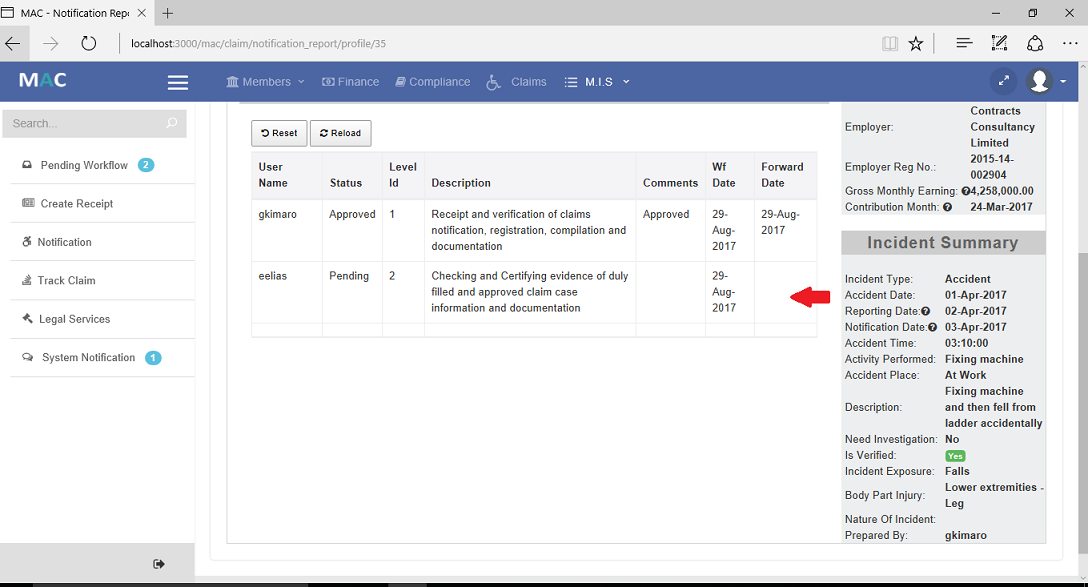 MAC - Notification Repo
localhost:3000/mac/claim/notification_report/profile/35
MAC
Members
Finance
Compliance
Claims
M.I.S
Search...
Pending Workflow 2
Create Receipt
Notification
Track Claim
Legal Services
System Notification 1
Reset
Reload
User Name
Status
Level Id
Description
Comments
Wf Date
Forward Date
gkimaro
Approved
1
Receipt and verification of claims
notification, registration, compilation and
documentation
Approved
29-
Aug-
2017
29-Aug-
2017
eelias
Pending
2
Checking and Certifying evidence of duly
filled and approved claim case
information and documentation
29-
Aug-
2017
Employer:
Contracts
Consultancy
Limited
Employer Reg No.:
2015-14-
002904
Gross Monthly Earning: 4,258,000.00
Contribution Month: 24-Mar-2017
Incident Summary
Incident Type: Accident
Accident Date: 01-Apr-2017
Reporting Date: 02-Apr-2017
Notification Date: 03-Apr-2017
Accident Time: 03:10:00
Activity Performed: Fixing machine
Accident Place: At Work
Description:
Fixing machine
and then fell from
ladder accidentally
Need Investigation: No
Is Verified: Yes
Incident Exposure: Falls
Body Part Injury:
Lower extremities -
Leg
Nature Of Incident:
Prepared By: gkimaro